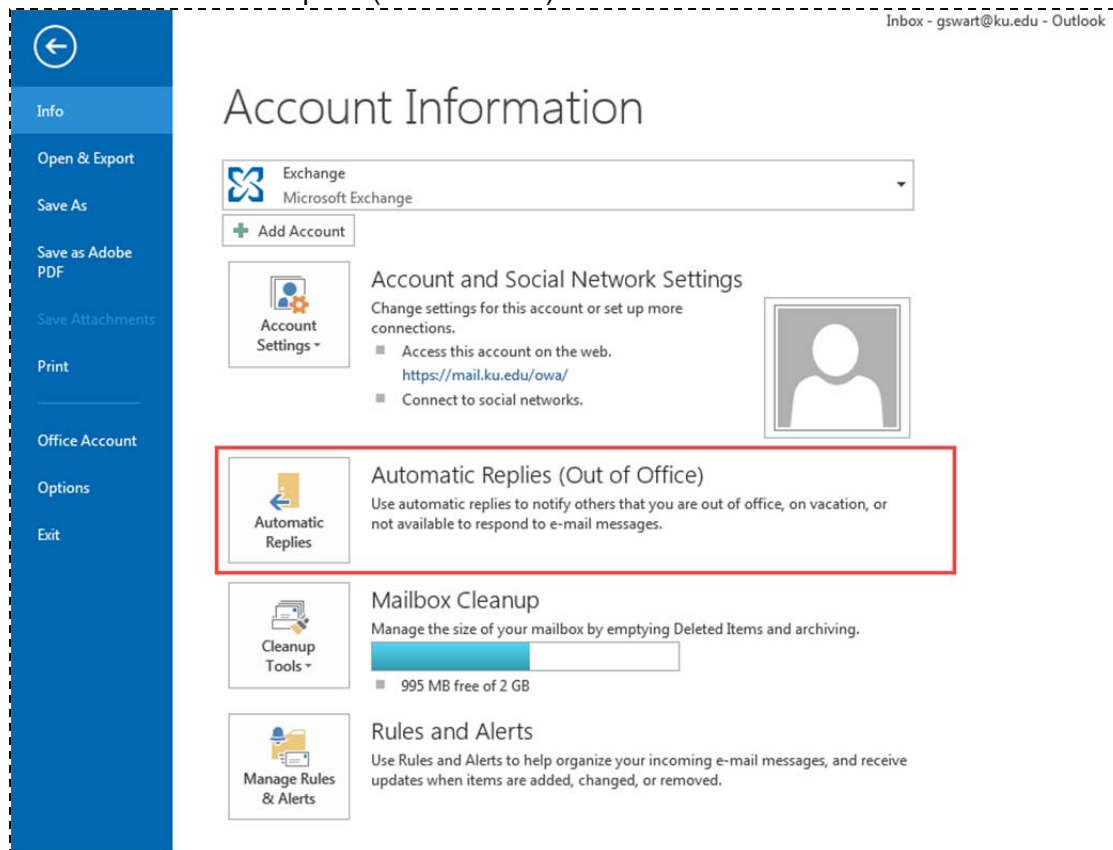 Inbox - gswart@ku.edu - Outlook
Info
Open & Export
Save As
Save as Adobe
PDF
Save Attachments
Print
Office Account
Options
Exit
Account Information
Exchange
Microsoft Exchange
Add Account
Account
Settings
Account and Social Network Settings
Change settings for this account or set up more
connections.
Access this account on the web.
https://mail.ku.edu/owa/
Connect to social networks.
Automatic
Replies
Automatic Replies (Out of Office)
Use automatic replies to notify others that you are out of office, on vacation, or
not available to respond to e-mail messages.
Cleanup
Tools
Mailbox Cleanup
Manage the size of your mailbox by emptying Deleted Items and archiving.
995 MB free of 2 GB
Manage Rules
& Alerts
Rules and Alerts
Use Rules and Alerts to help organize your incoming e-mail messages, and receive
updates when items are added, changed, or removed.